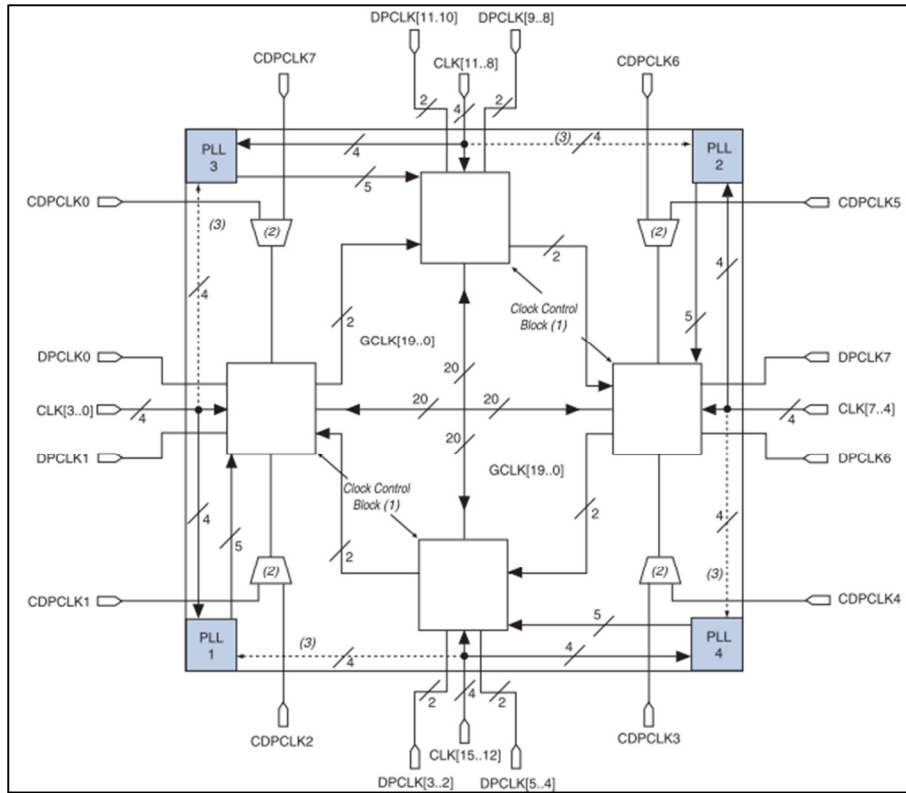 DPCLK[11.10] DPCLK[9..8]
CDPCLK7 CLK[11..8] CDPCLK6
2 4 2
PLL
3
4 (3) 4
PLL
2
5
CDPCLK0 (3) (2) (2) CDPCLK5
2 4
4 Clock Control
Block (1)
2 GCLK[19..0] 5
DPCLK0 20 DPCLK7
CLK[3..0] 4 20 20 4 CLK[7..4]
DPCLK1 20 DPCLK6
GCLK[19..0]
Clock Control
Block (1)
4 5 2 4
2
(2) (2) (3)
CDPCLK1 CDPCLK4
5
PLL
1
(3) 4 4
PLL
4
2 4 2
CDPCLK2 CLK[15..12] CDPCLK3
DPCLK[3..2] DPCLK[5..4]